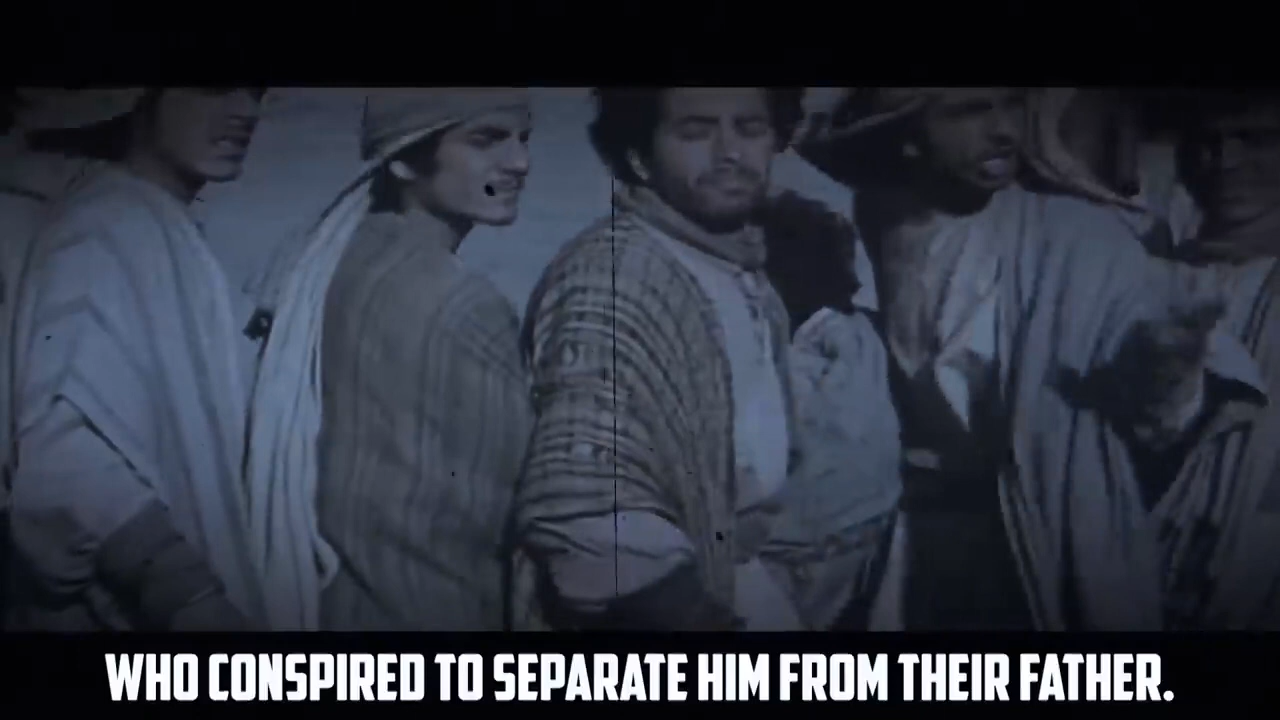 WHO CONSPIRED TO SEPARATE HIM FROM THEIR FATHER.